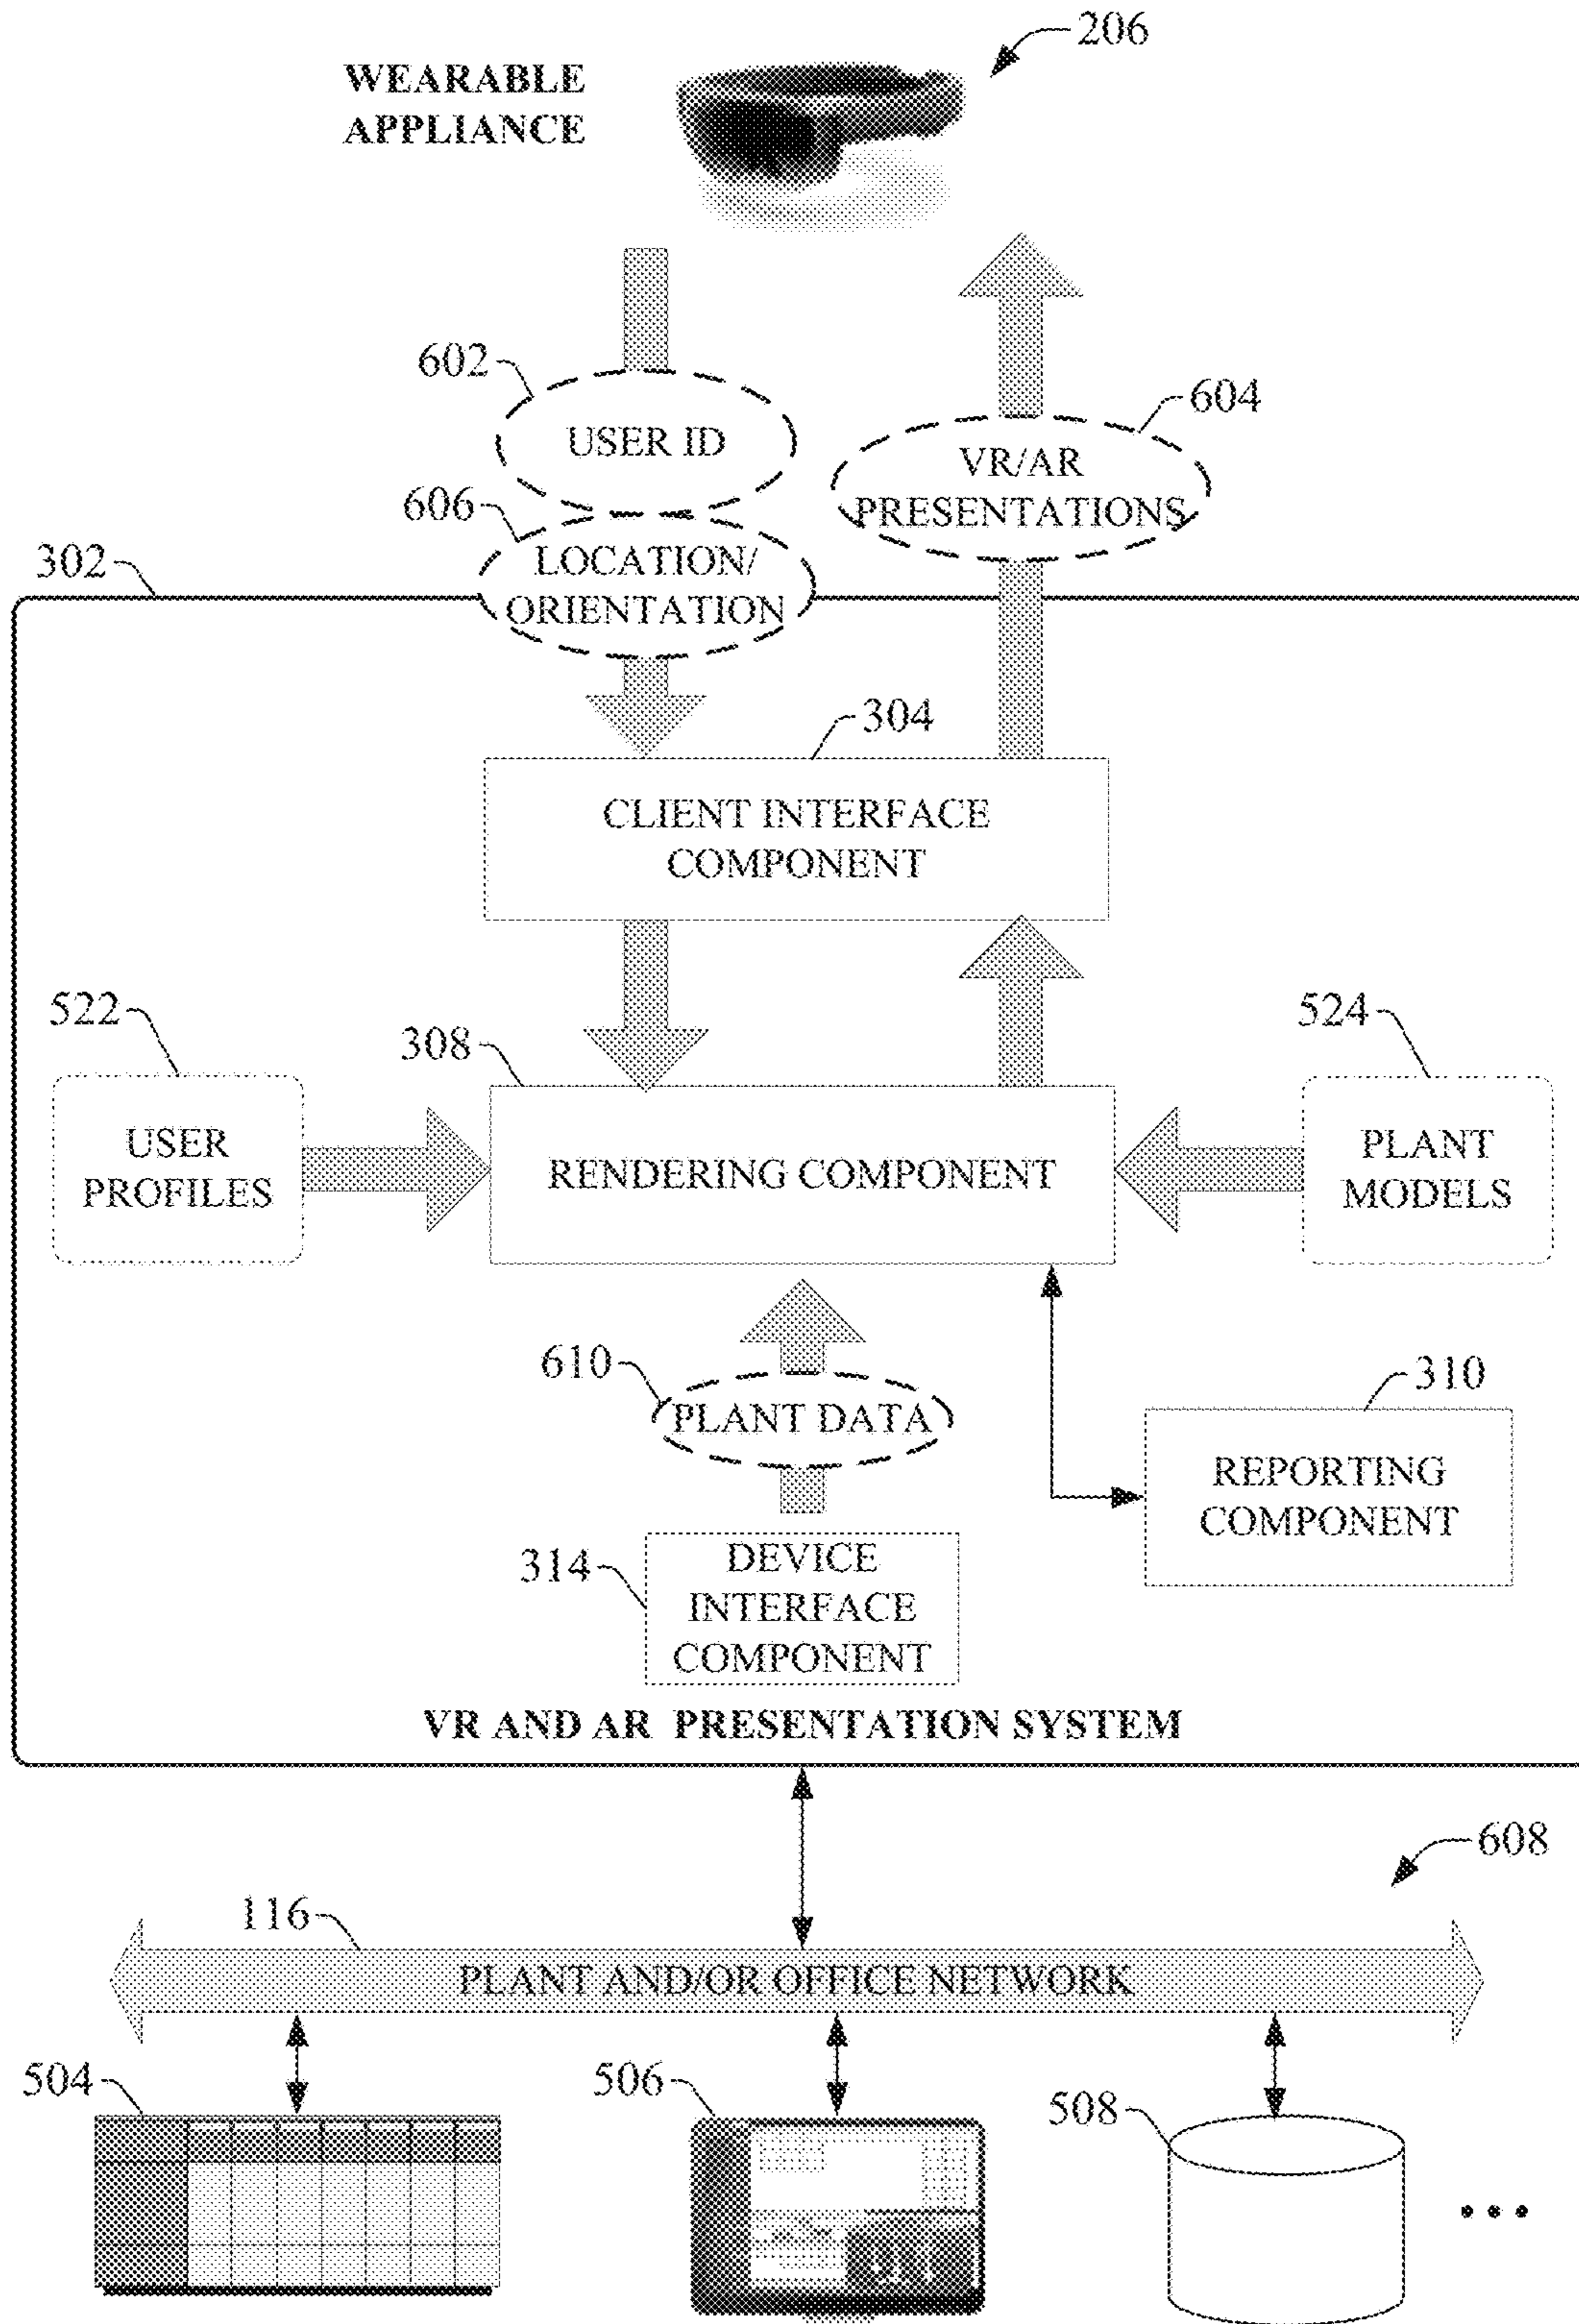 206
WEARABLE
APPLIANCE
602
USER ID
604
VR/AR
PRESENTATIONS
606
LOCATION/
ORIENTATION
302
304
CLIENT INTERFACE
COMPONENT
522
308
524
USER
PROFILES
RENDERING COMPONENT
PLANT
MODELS
610
PLANT DATA
310
REPORTING
COMPONENT
314
DEVICE
INTERFACE
COMPONENT
VR AND AR PRESENTATION SYSTEM
608
116
PLANT AND/OR OFFICE NETWORK
504
506
508
•••